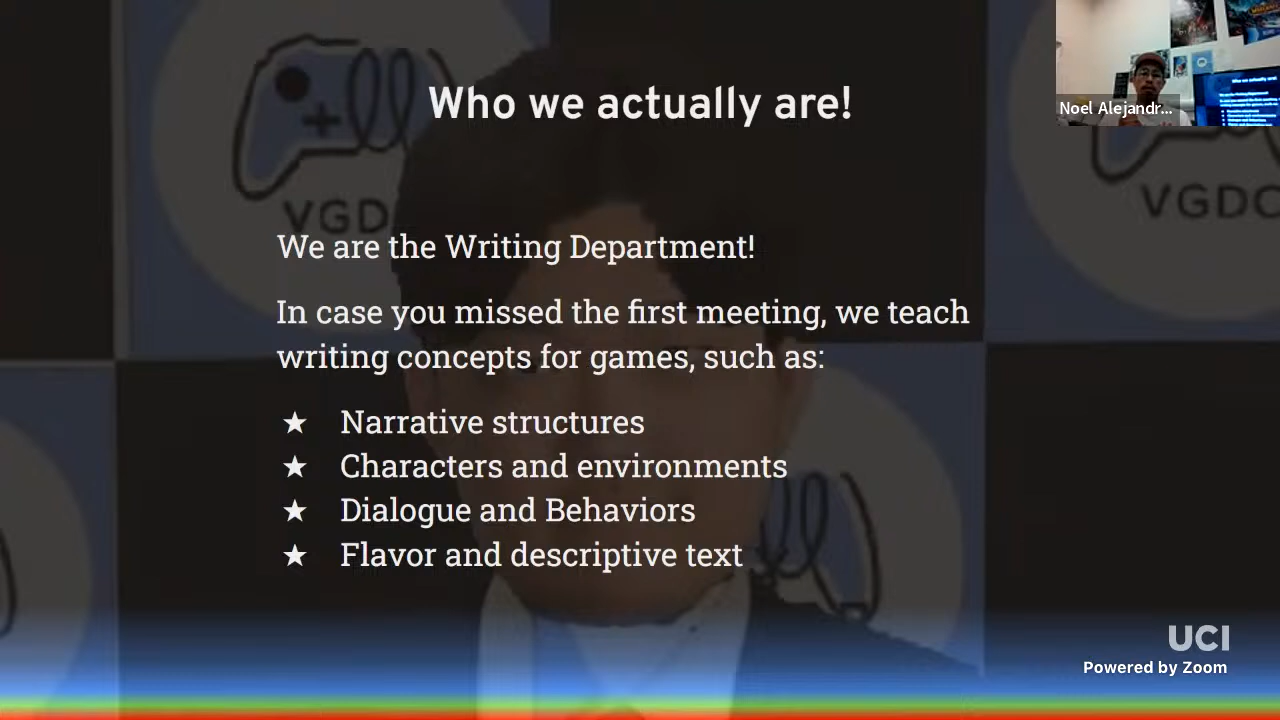 Who we actually are!
Noel Alejandr...
VGD
VGDC
We are the Writing Department!
In case you missed the first meeting, we teach
writing concepts for games, such as:
★ Narrative structures
★ Characters and environments
★ Dialogue and Behaviors
★ Flavor and descriptive text
UCI
Powered by Zoom